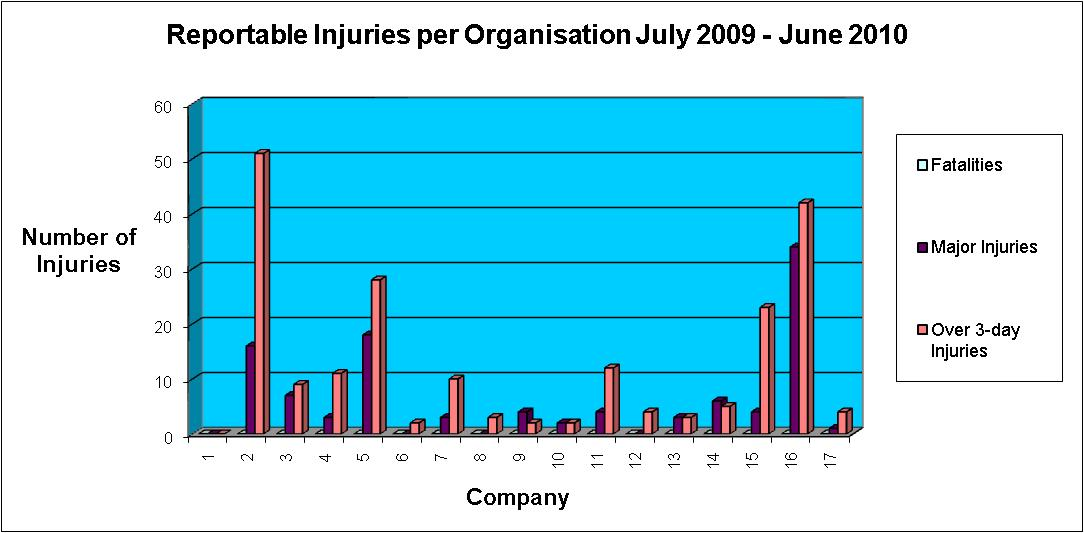 Reportable Injuries per Organisation July 2009 - June 2010
60
50
40
30
20
10
0
Number of
Injuries
1 2 3 4 5 6 7 8 9 10 11 12 13 14 15 16 17
Company
Fatalities
Major Injuries
Over 3-day
Injuries